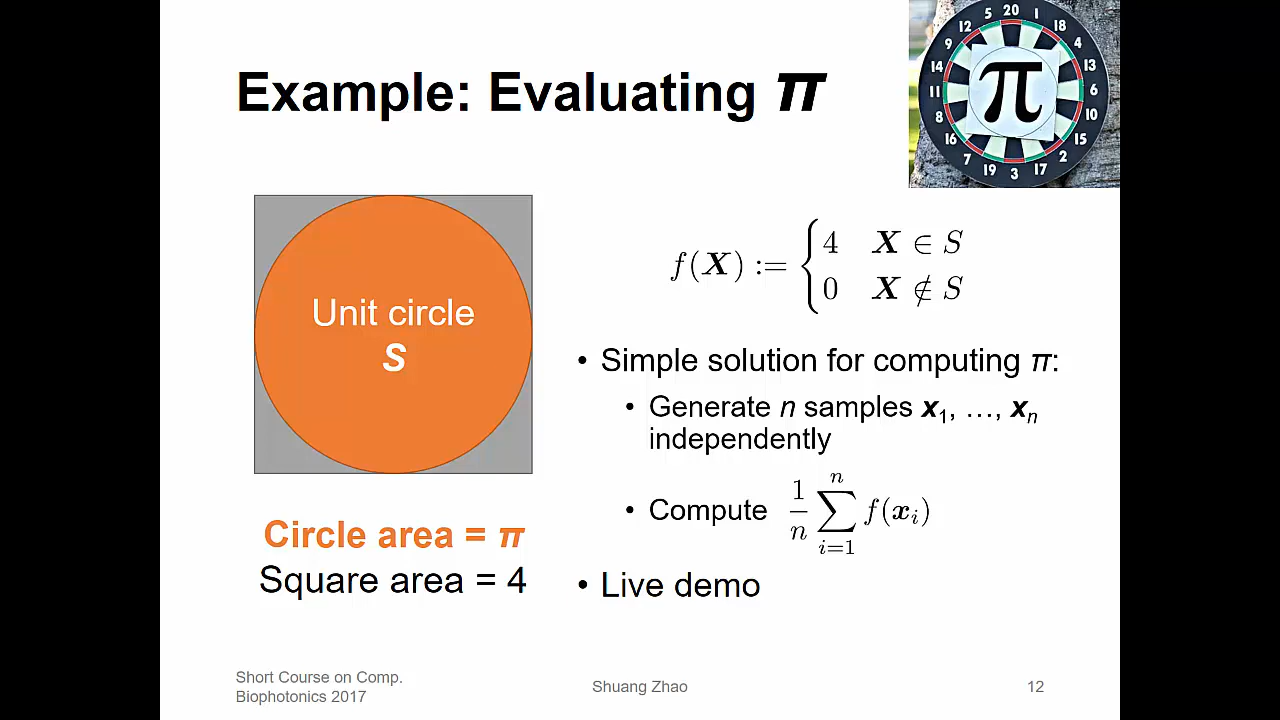 Example: Evaluating π
5 20 1
12 18
9 4
14 13
11 6
8 10
16 15
7 2
19 3 17
π
Unit circle
S
Circle area = π
Square area = 4
f(X) := { 4 X ∈ S
0 X ∉ S
• Simple solution for computing π:
• Generate n samples x₁, …, xₙ
independently
• Compute 1/n ∑ᵢ₌₁ⁿ f(xᵢ)
• Live demo
Short Course on Comp.
Biophotonics 2017
Shuang Zhao
12